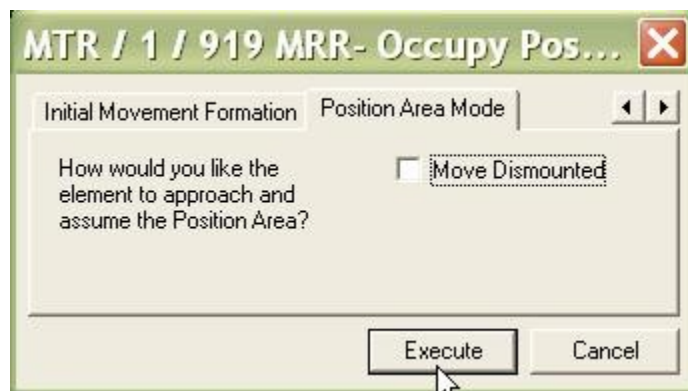 MTR / 1 / 919 MRR- Occupy Pos...
Initial Movement Formation
Position Area Mode
How would you like the
element to approach and
assume the Position Area?
Move Dismounted
Execute
Cancel